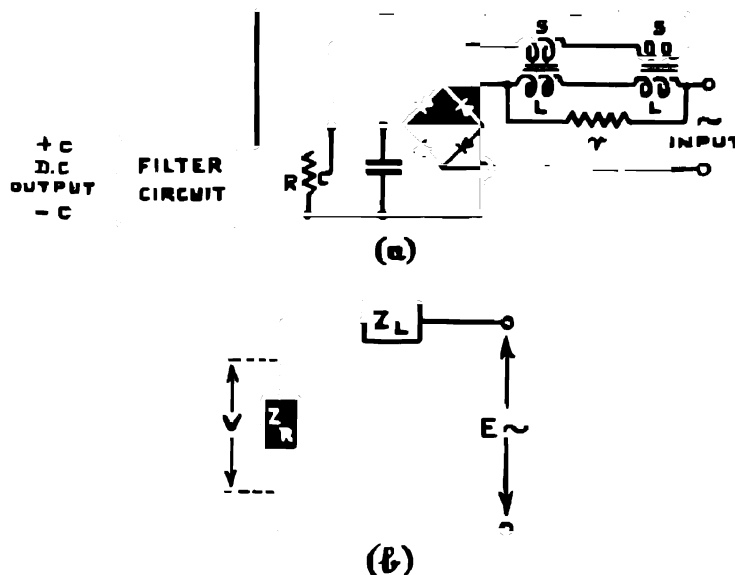 S S
L L
r
~
INPUT
+ C
D.C
OUTPUT
- C
FILTER
CIRCUIT
R
(a)
Z L
V
Z R
E ~
(b)